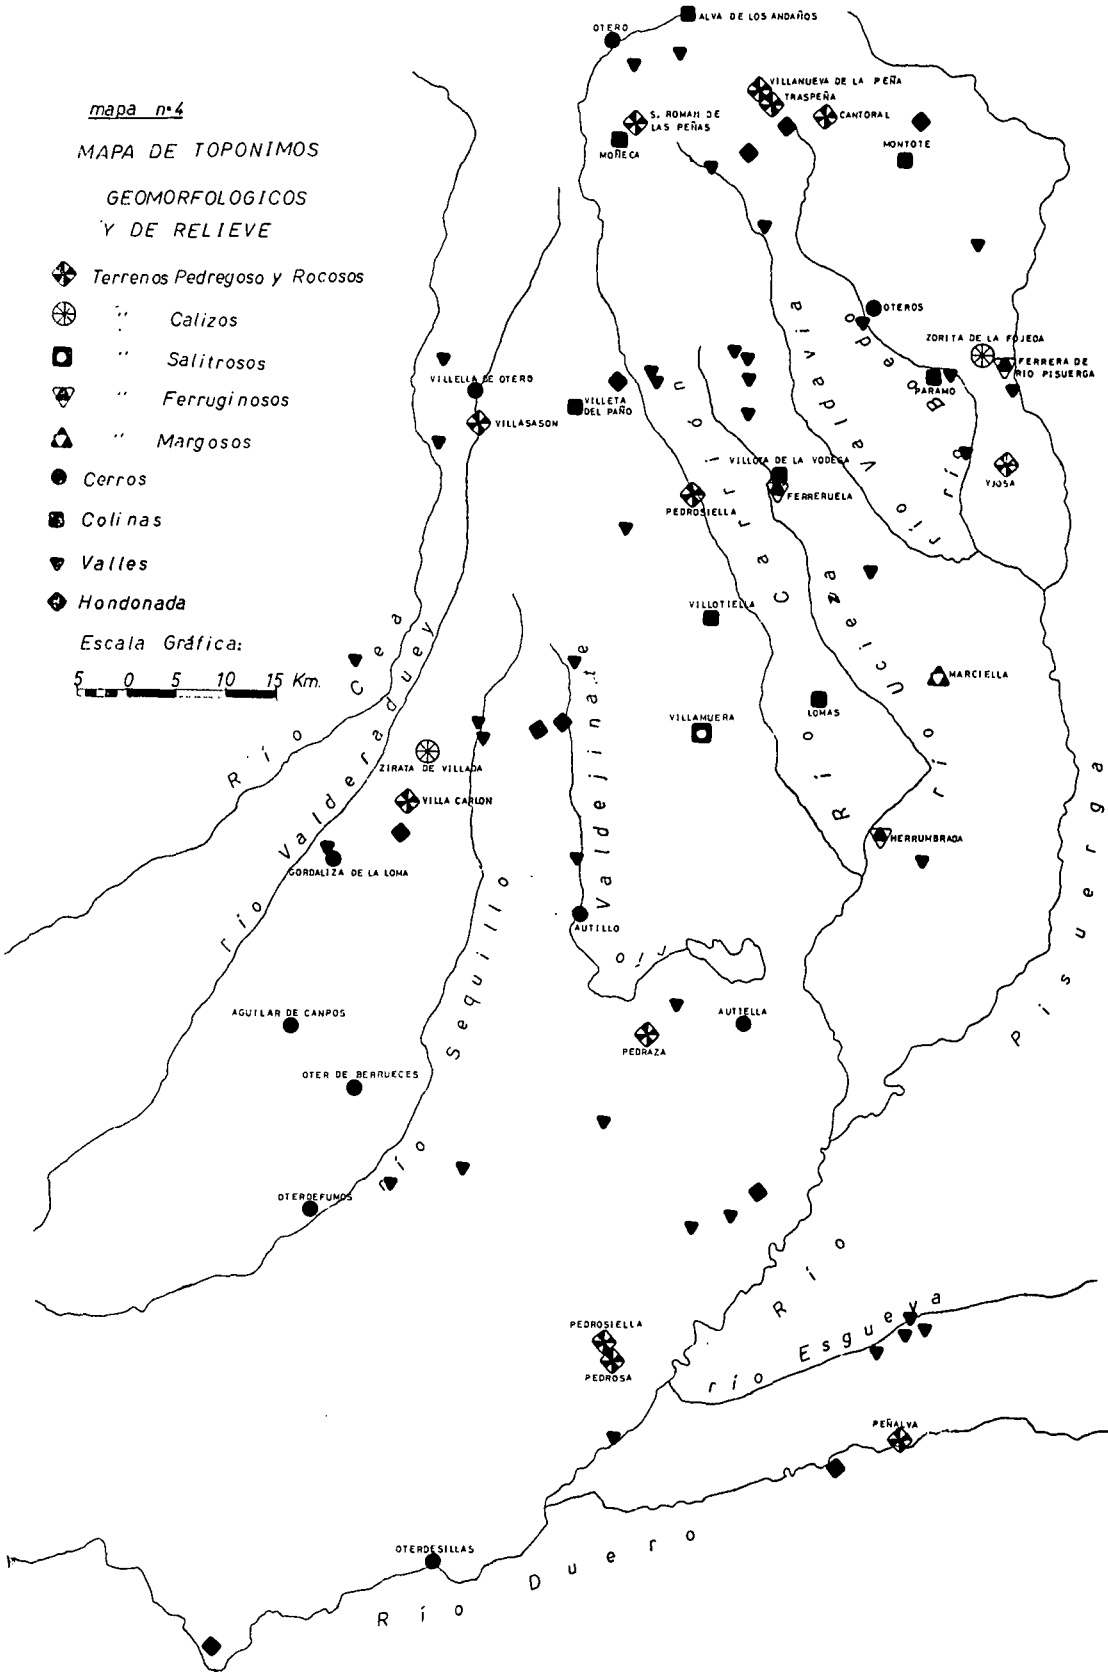 mapa nº4
MAPA DE TOPONIMOS
GEOMORFOLOGICOS
Y DE RELIEVE
Terrenos Pedregoso y Rocosos
" Calizos
" Salitrosos
" Ferruginosos
" Margosos
Cerros
Colinas
Valles
Hondonada
Escala Gráfica:
5 0 5 10 15 Km.
OTERO
ALVA DE LOS ANDAÑOS
VILLANUEVA DE LA PEÑA
TRASPEÑA
S. ROMAN DE
LAS PEÑAS
CANTORAL
MOÑECA
MONTOTE
OTEROS
ZORITA DE LA FOJEDA
FERRERA DE
RIO PISUERGA
PARAMO
VILLELLA DE OTERO
VILLETA
DEL PAÑO
VILLASASON
VILLOTA DE LA VODEGA
FERRERUELA
PEDROSIELLA
YJOSA
VILLOTIELLA
MARCIELLA
LOMAS
VILLAMUERA
ZIRATA DE VILLADA
VILLA CARLON
HERRUMBRADA
GORDALIZA DE LA LOMA
AUTILLO
AGUILAR DE CANPOS
AUTIELLA
PEDRAZA
OTER DE BERRUECES
OTERDEFUMOS
PEDROSIELLA
PEDROSA
PEÑALVA
OTERDESILLAS
Río Cea
río Valderaduey
río Sequillo
río Valdejinate
Río Carrión
río Ucieza
río Valdavia
río Boedo
Río Pisuerga
río Esgueva
Río Duero